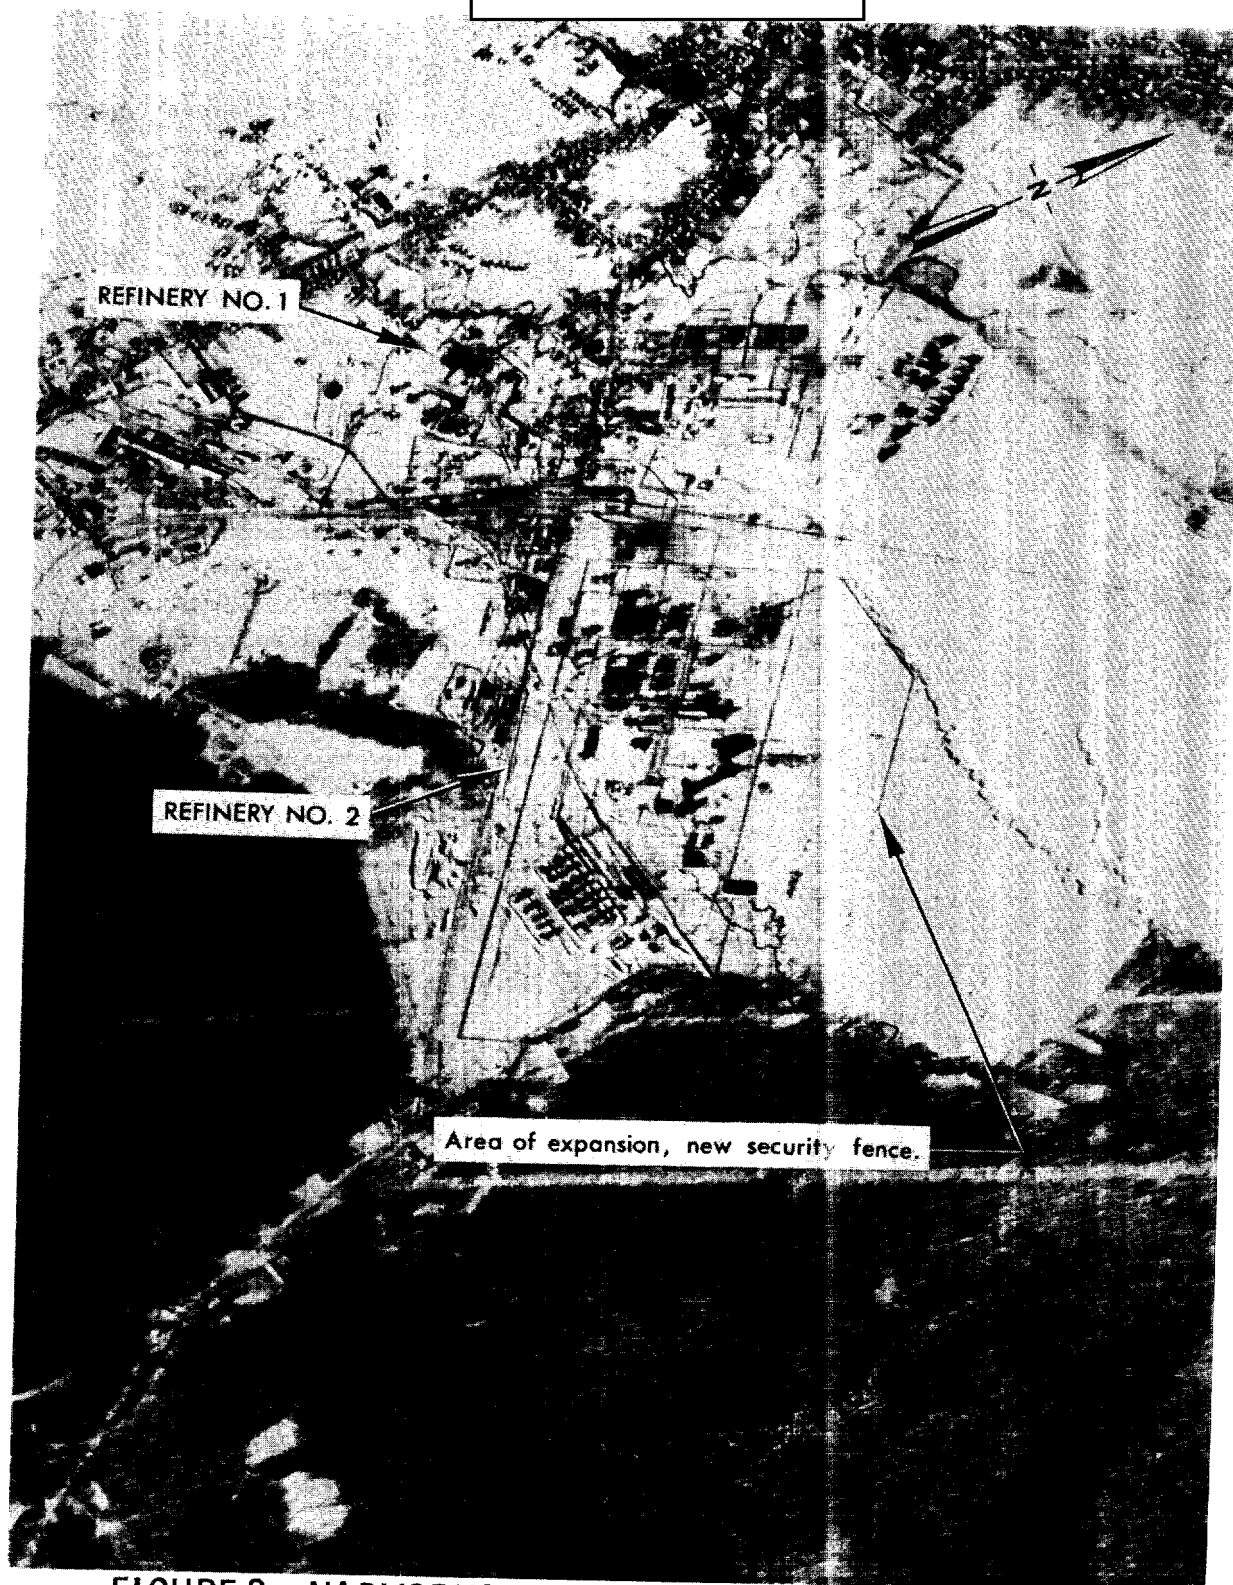 N
REFINERY NO. 1
REFINERY NO. 2
Area of expansion, new security fence.